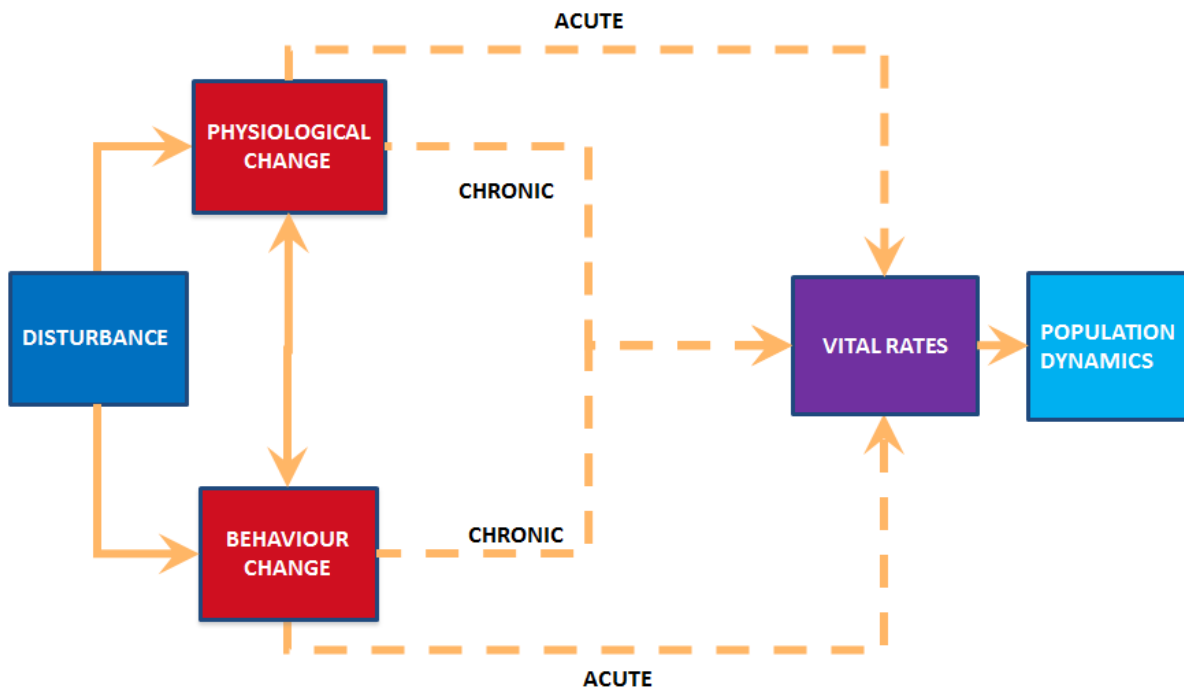 ACUTE
PHYSIOLOGICAL
CHANGE
CHRONIC
DISTURBANCE
VITAL RATES
POPULATION
DYNAMICS
BEHAVIOUR
CHANGE
CHRONIC
ACUTE